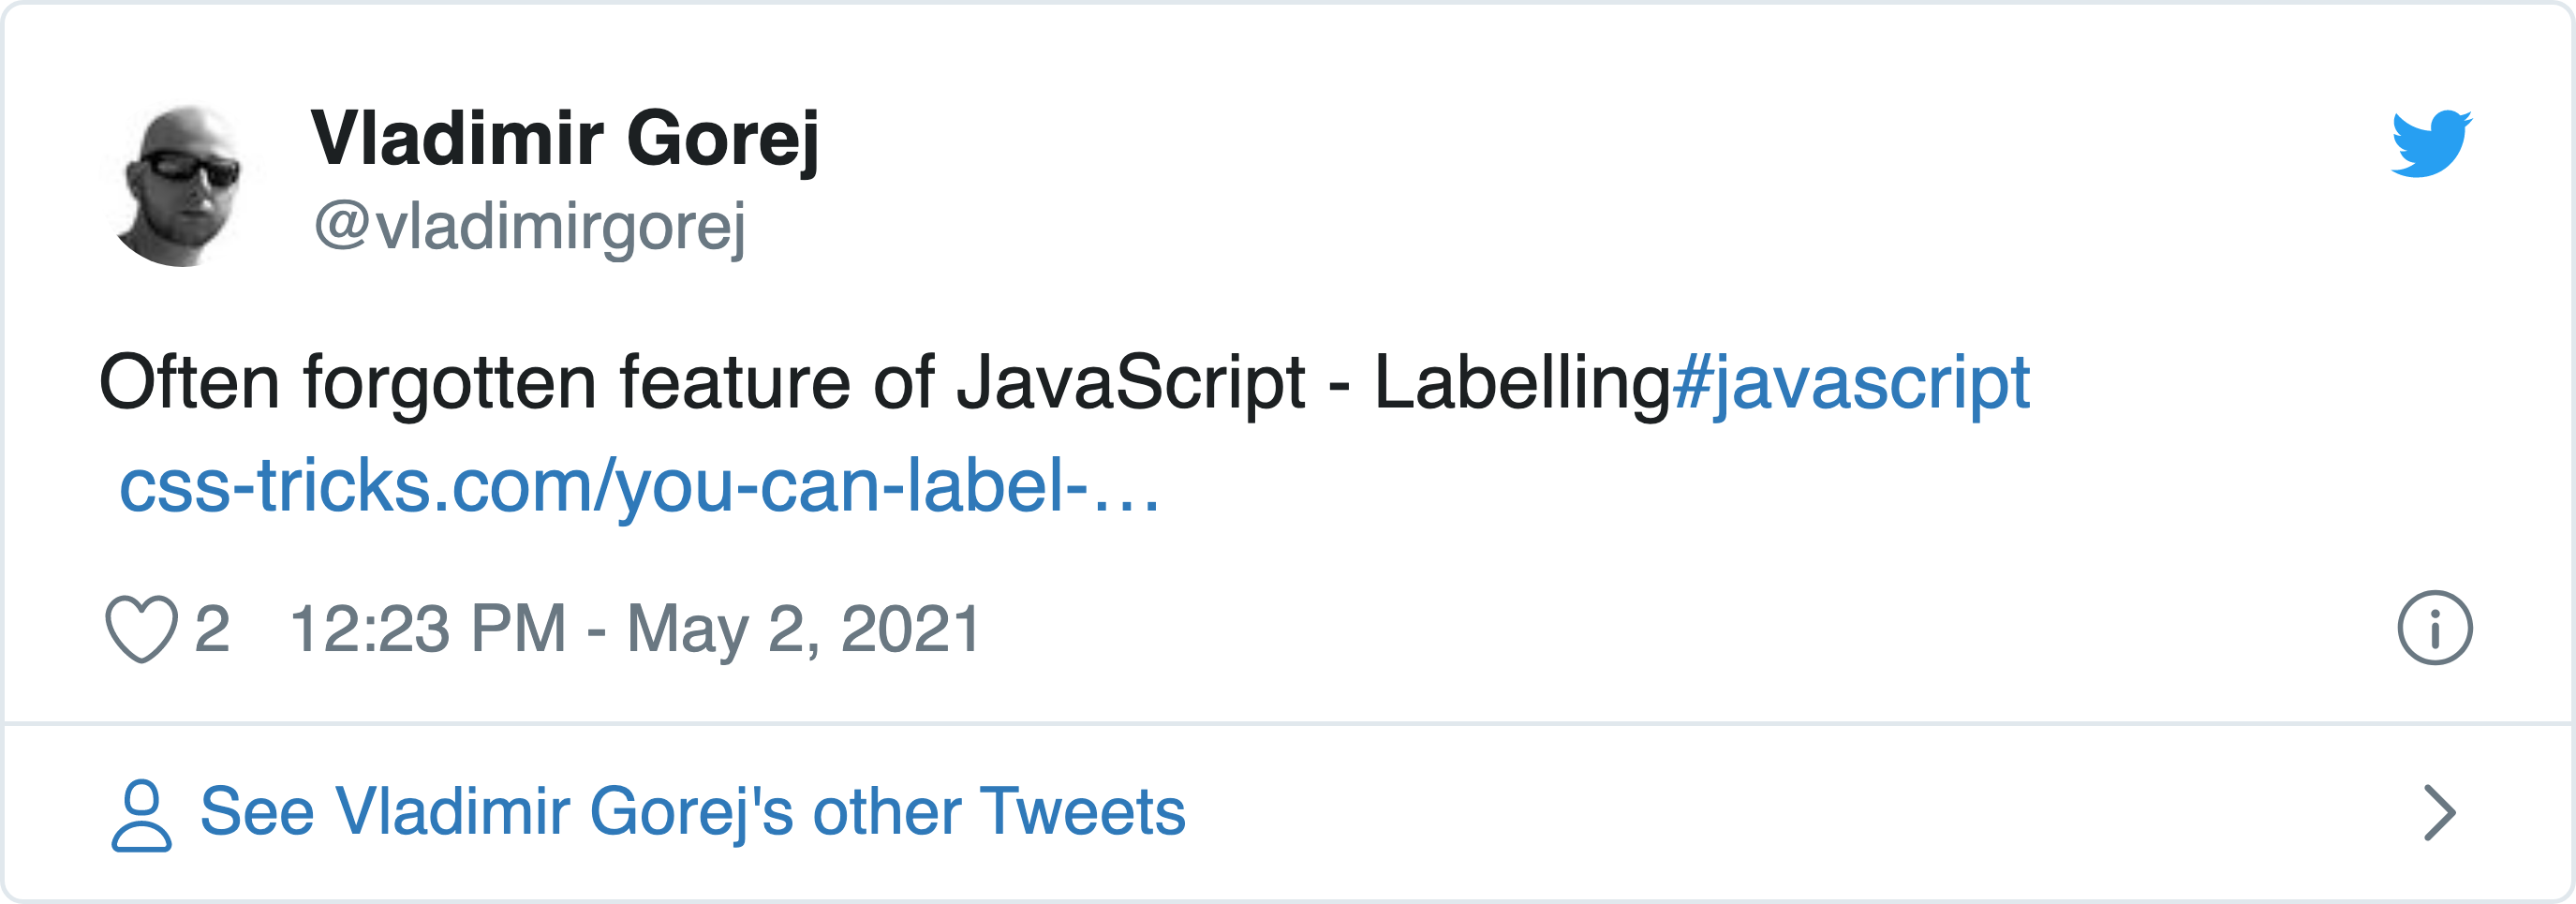 Vladimir Gorej
@vladimirgorej
Often forgotten feature of JavaScript - Labelling#javascript
css-tricks.com/you-can-label-…
2 12:23 PM - May 2, 2021
See Vladimir Gorej's other Tweets